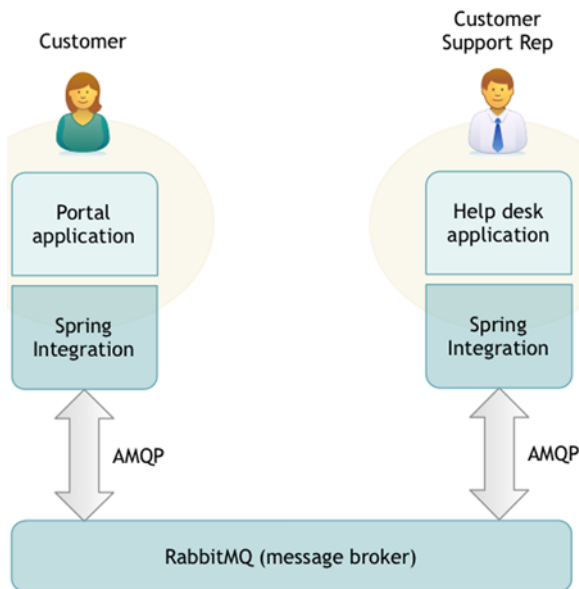 Customer
Customer
Support Rep
Portal
application
Help desk
application
Spring
Integration
Spring
Integration
AMQP
AMQP
RabbitMQ (message broker)